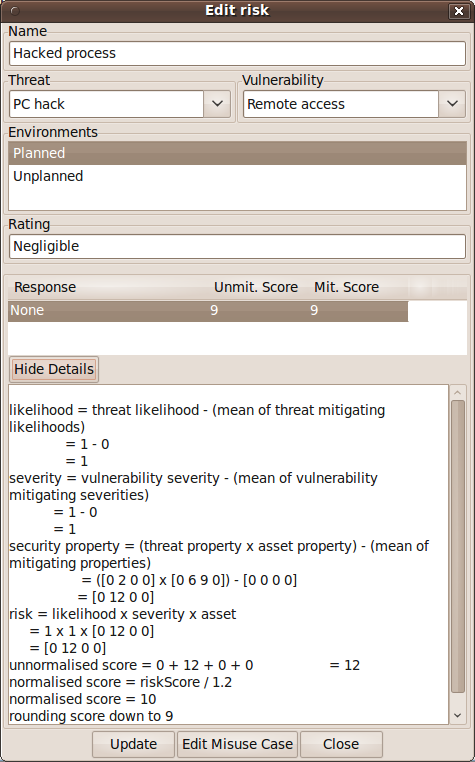 Edit risk
Name
Hacked process
Threat Vulnerability
PC hack Remote access
Environments
Planned
Unplanned
Rating
Negligible
Response Unmit. Score Mit. Score
None 9 9
Hide Details
likelihood = threat likelihood - (mean of threat mitigating
likelihoods)
= 1 - 0
= 1
severity = vulnerability severity - (mean of vulnerability
mitigating severities)
= 1 - 0
= 1
security property = (threat property x asset property) - (mean of
mitigating properties)
= ([0 2 0 0] x [0 6 9 0]) - [0 0 0 0]
= [0 12 0 0]
risk = likelihood x severity x asset
= 1 x 1 x [0 12 0 0]
= [0 12 0 0]
unnormalised score = 0 + 12 + 0 + 0 = 12
normalised score = riskScore / 1.2
normalised score = 10
rounding score down to 9
Update Edit Misuse Case Close